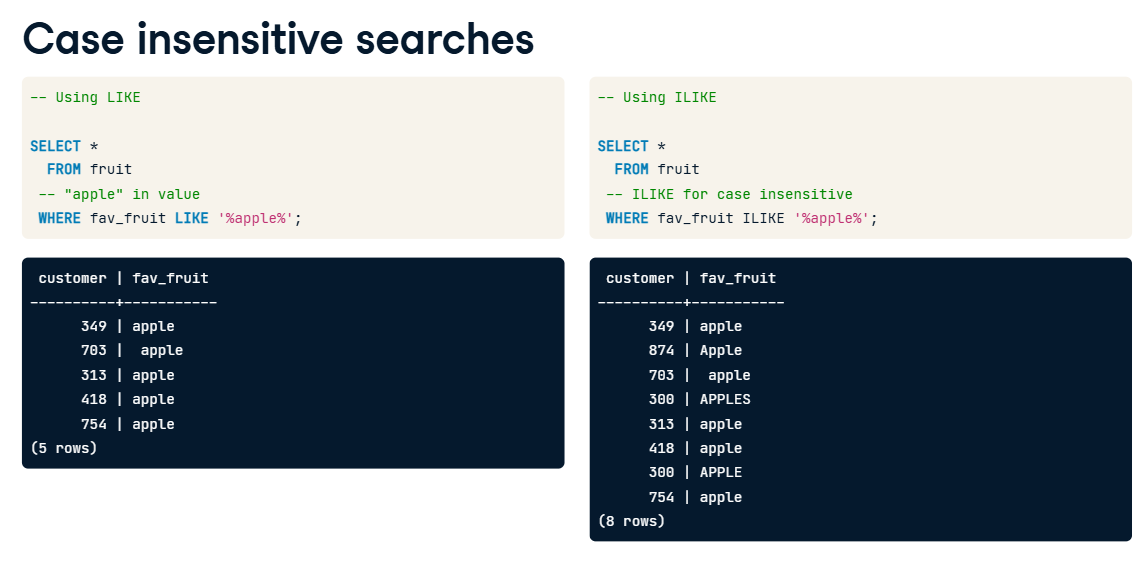 Case insensitive searches
-- Using LIKE
SELECT *
  FROM fruit
 -- "apple" in value
 WHERE fav_fruit LIKE '%apple%';
 customer | fav_fruit
----------+-----------
      349 | apple
      703 |  apple
      313 | apple
      418 | apple
      754 | apple
(5 rows)
-- Using ILIKE
SELECT *
  FROM fruit
 -- ILIKE for case insensitive
 WHERE fav_fruit ILIKE '%apple%';
 customer | fav_fruit
----------+-----------
      349 | apple
      874 | Apple
      703 |  apple
      300 | APPLES
      313 | apple
      418 | apple
      300 | APPLE
      754 | apple
(8 rows)